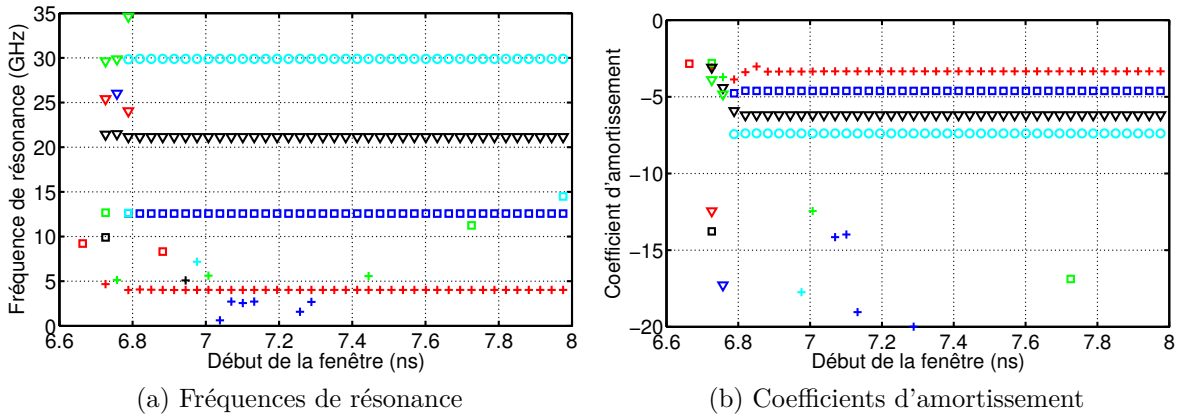 35
30
25
20
15
10
5
0
Fréquence de résonance (GHz)
6.6 6.8 7 7.2 7.4 7.6 7.8 8
Début de la fenêtre (ns)
(a) Fréquences de résonance
0
−5
−10
−15
−20
Coefficient d'amortissement
6.6 6.8 7 7.2 7.4 7.6 7.8 8
Début de la fenêtre (ns)
(b) Coefficients d'amortissement